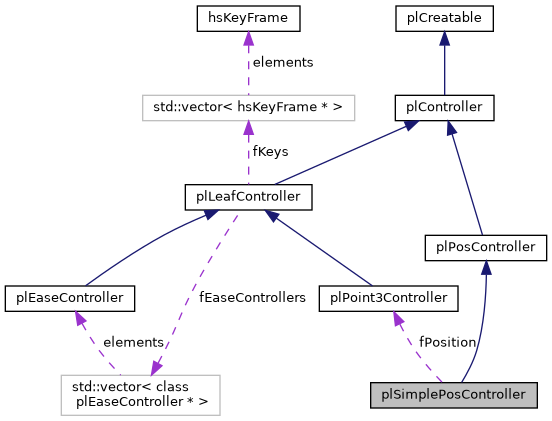 hsKeyFrame
plCreatable
elements
std::vector< hsKeyFrame * >
plController
fKeys
plLeafController
plPosController
plEaseController
fEaseControllers
plPoint3Controller
elements
fPosition
std::vector< class
plEaseController * >
plSimplePosController